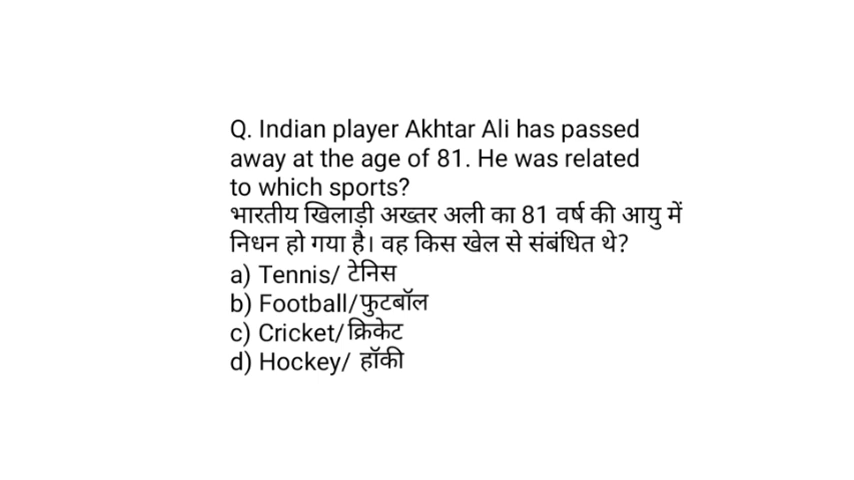 Q. Indian player Akhtar Ali has passed
away at the age of 81. He was related
to which sports?
भारतीय खिलाड़ी अख्तर अली का 81 वर्ष की आयु में
निधन हो गया है। वह किस खेल से संबंधित थे?
a) Tennis/ टेनिस
b) Football/फुटबॉल
c) Cricket/क्रिकेट
d) Hockey/ हॉकी